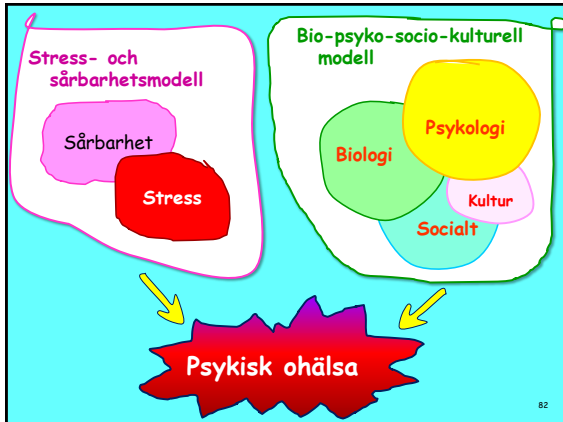 Stress- och
sårbarhetsmodell
Sårbarhet
Stress
Bio-psyko-socio-kulturell
modell
Psykologi
Biologi
Kultur
Socialt
Psykisk ohälsa
82